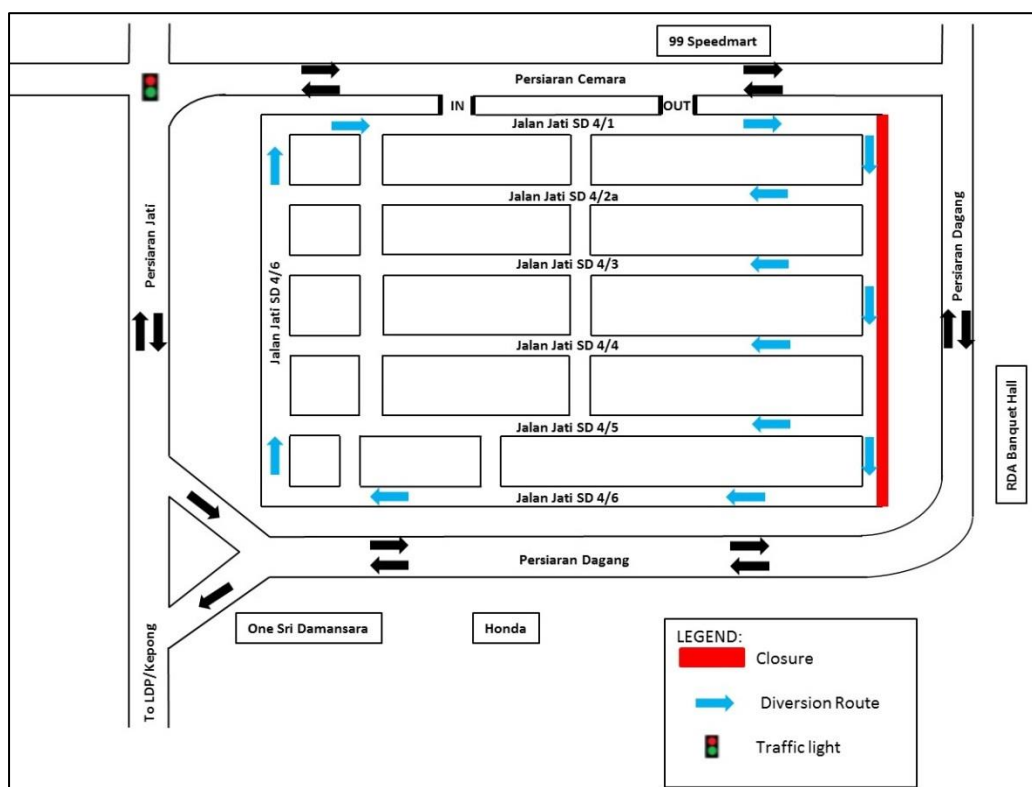 99 Speedmart
Persiaran Cemara
IN
OUT
Jalan Jati SD 4/1
Jalan Jati SD 4/2a
Jalan Jati SD 4/3
Jalan Jati SD 4/4
Jalan Jati SD 4/5
Jalan Jati SD 4/6
Jalan Jati SD 4/6
Persiaran Jati
Persiaran Dagang
RDA Banquet Hall
Persiaran Dagang
To LDP/Kepong
One Sri Damansara
Honda
LEGEND:
Closure
Diversion Route
Traffic light